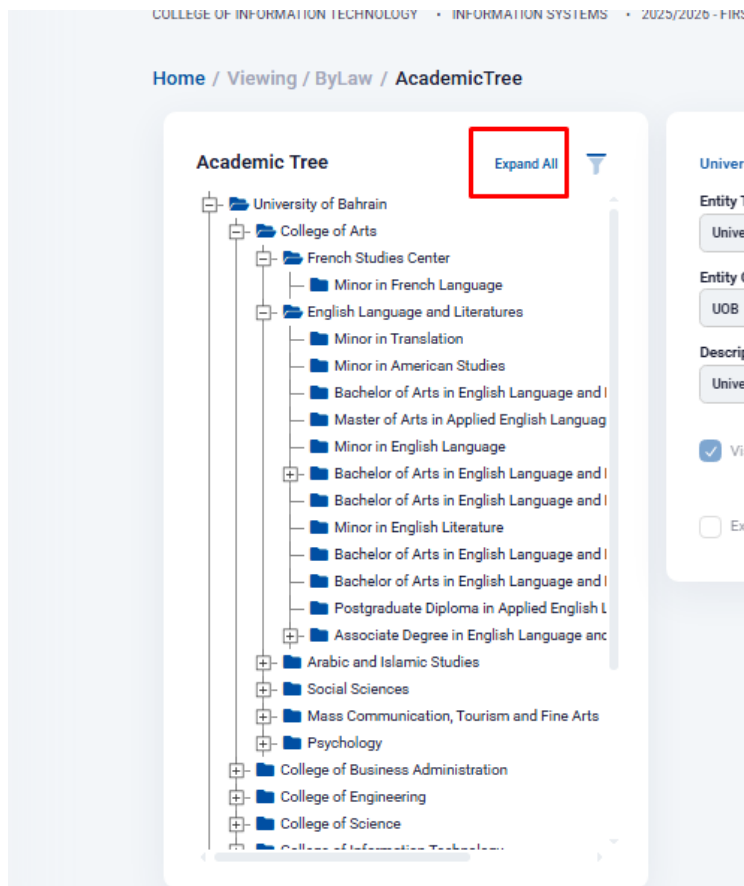 COLLEGE OF INFORMATION TECHNOLOGY • INFORMATION SYSTEMS • 2025/2026 - FIRS
Home / Viewing / ByLaw / AcademicTree
Academic Tree
Expand All
University of Bahrain
College of Arts
French Studies Center
Minor in French Language
English Language and Literatures
Minor in Translation
Minor in American Studies
Bachelor of Arts in English Language and
Master of Arts in Applied English Languag
Minor in English Language
Bachelor of Arts in English Language and
Bachelor of Arts in English Language and
Minor in English Literature
Bachelor of Arts in English Language and
Bachelor of Arts in English Language and
Postgraduate Diploma in Applied English L
Associate Degree in English Language and
Arabic and Islamic Studies
Social Sciences
Mass Communication, Tourism and Fine Arts
Psychology
College of Business Administration
College of Engineering
College of Science
College of Information Technology
Univer
Entity T
Unive
Entity
UOB
Descrip
Unive
Vi
Ex